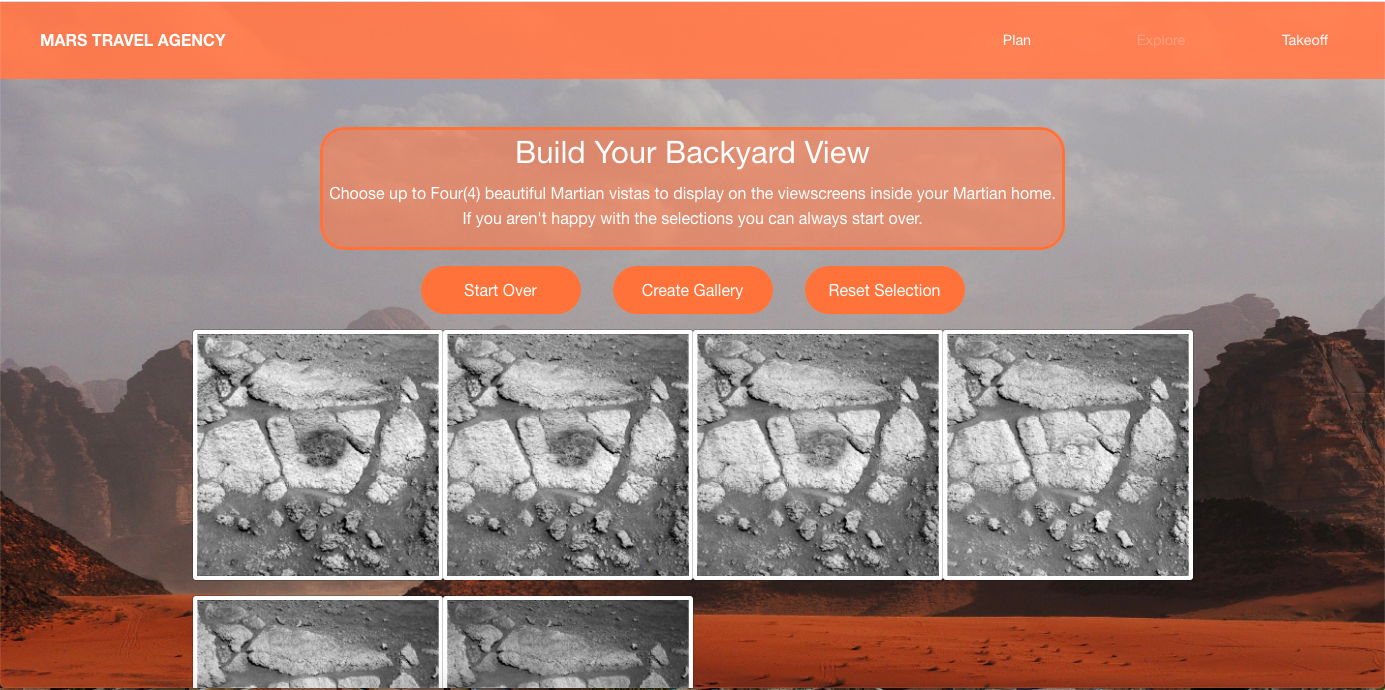 MARS TRAVEL AGENCY
Plan
Explore
Takeoff
Build Your Backyard View
Choose up to Four(4) beautiful Martian vistas to display on the viewscreens inside your Martian home.
If you aren't happy with the selections you can always start over.
Start Over
Create Gallery
Reset Selection